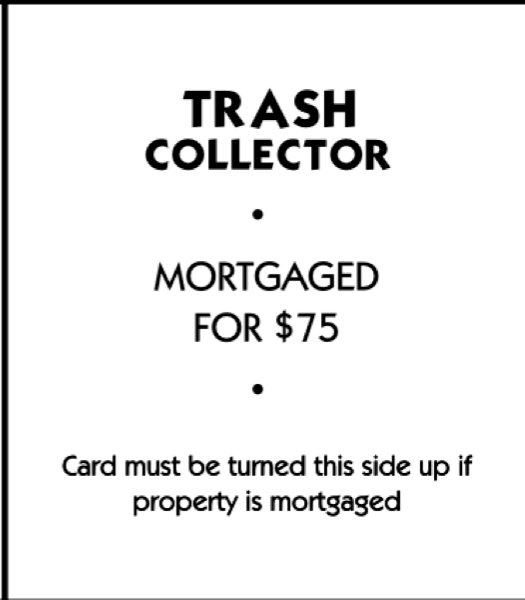 TRASH
COLLECTOR
•
MORTGAGED
FOR $75
•
Card must be turned this side up if
property is mortgaged